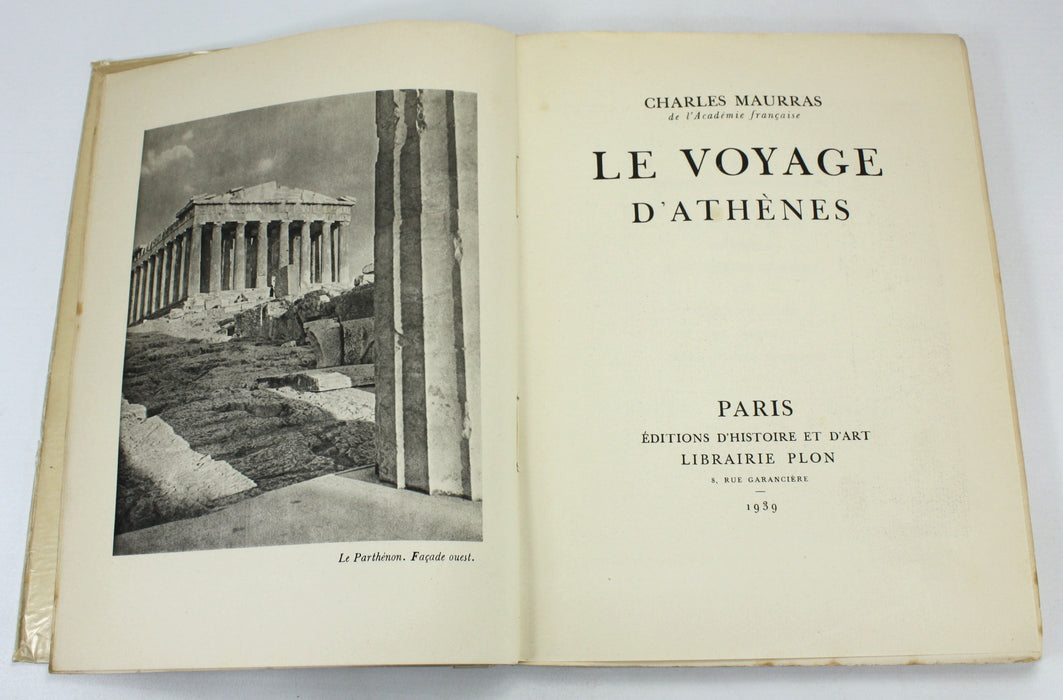 Le Parthénon. Façade ouest.
CHARLES MAURRAS
de l'Académie française
LE VOYAGE
D'ATHÈNES
PARIS
ÉDITIONS D'HISTOIRE ET D'ART
LIBRAIRIE PLON
8, RUE GARANCIÈRE
1939